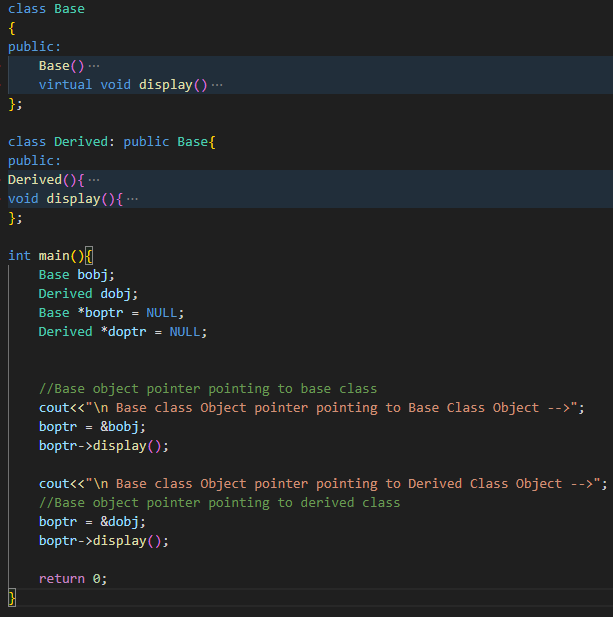 class Base
{
public:
    Base()···
    virtual void display()···
};

class Derived: public Base{
public:
Derived(){···
void display(){···
};

int main(){
    Base bobj;
    Derived dobj;
    Base *boptr = NULL;
    Derived *doptr = NULL;

    //Base object pointer pointing to base class
    cout<<"\n Base class Object pointer pointing to Base Class Object -->";
    boptr = &bobj;
    boptr->display();

    cout<<"\n Base class Object pointer pointing to Derived Class Object -->";
    //Base object pointer pointing to derived class
    boptr = &dobj;
    boptr->display();

    return 0;
}